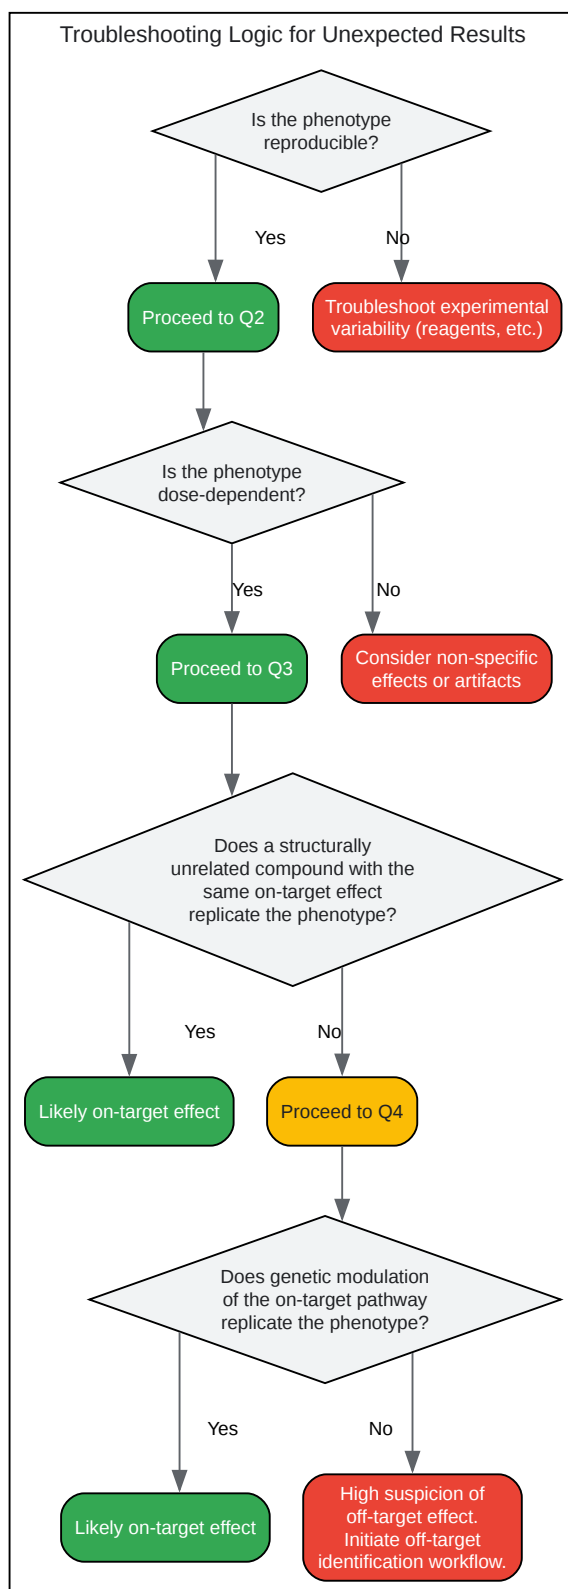 Troubleshooting Logic for Unexpected Results
Is the phenotype
reproducible?
Yes
No
Proceed to Q2
Troubleshoot experimental
variability (reagents, etc.)
Is the phenotype
dose-dependent?
Yes
No
Proceed to Q3
Consider non-specific
effects or artifacts
Does a structurally
unrelated compound with the
same on-target effect
replicate the phenotype?
Yes
No
Likely on-target effect
Proceed to Q4
Does genetic modulation
of the on-target pathway
replicate the phenotype?
Yes
No
Likely on-target effect
High suspicion of
off-target effect.
Initiate off-target
identification workflow.